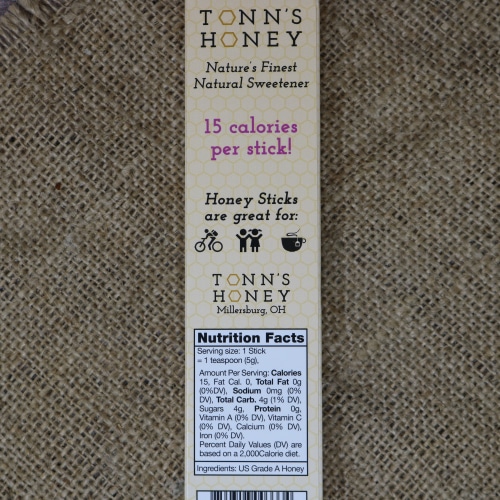 TONN'S
HONEY
Nature's Finest
Natural Sweetener
15 calories
per stick!
Honey Sticks
are great for:
TONN'S
HONEY
Millersburg, OH
Nutrition Facts
Serving size: 1 Stick
= 1 teaspoon (5g),
Amount Per Serving: Calories
15, Fat Cal. 0, Total Fat 0g
(0%DV), Sodium 0mg (0%
DV), Total Carb. 4g (1% DV),
Sugars 4g, Protein 0g,
Vitamin A (0% DV), Vitamin C
(0% DV), Calcium (0% DV),
Iron (0% DV).
Percent Daily Values (DV) are
based on a 2,000Calorie diet.
Ingredients: US Grade A Honey